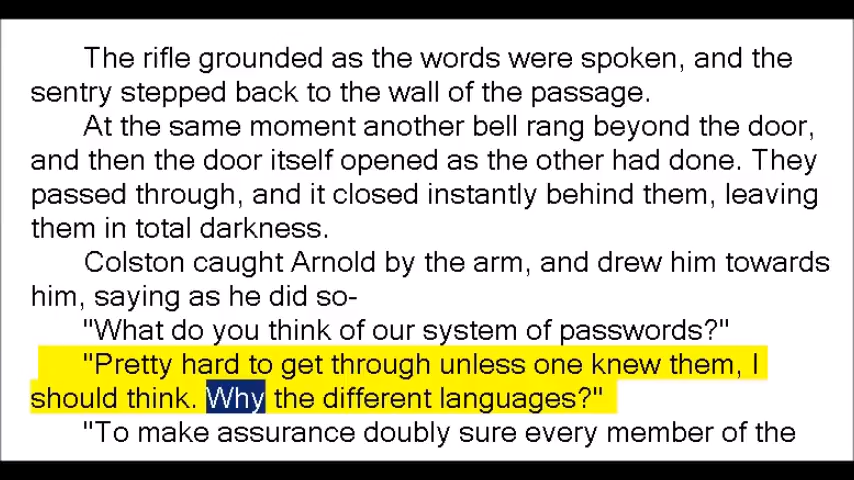 The rifle grounded as the words were spoken, and the
sentry stepped back to the wall of the passage.
At the same moment another bell rang beyond the door,
and then the door itself opened as the other had done. They
passed through, and it closed instantly behind them, leaving
them in total darkness.
Colston caught Arnold by the arm, and drew him towards
him, saying as he did so-
"What do you think of our system of passwords?"
"Pretty hard to get through unless one knew them, I
should think. Why the different languages?"
"To make assurance doubly sure every member of the